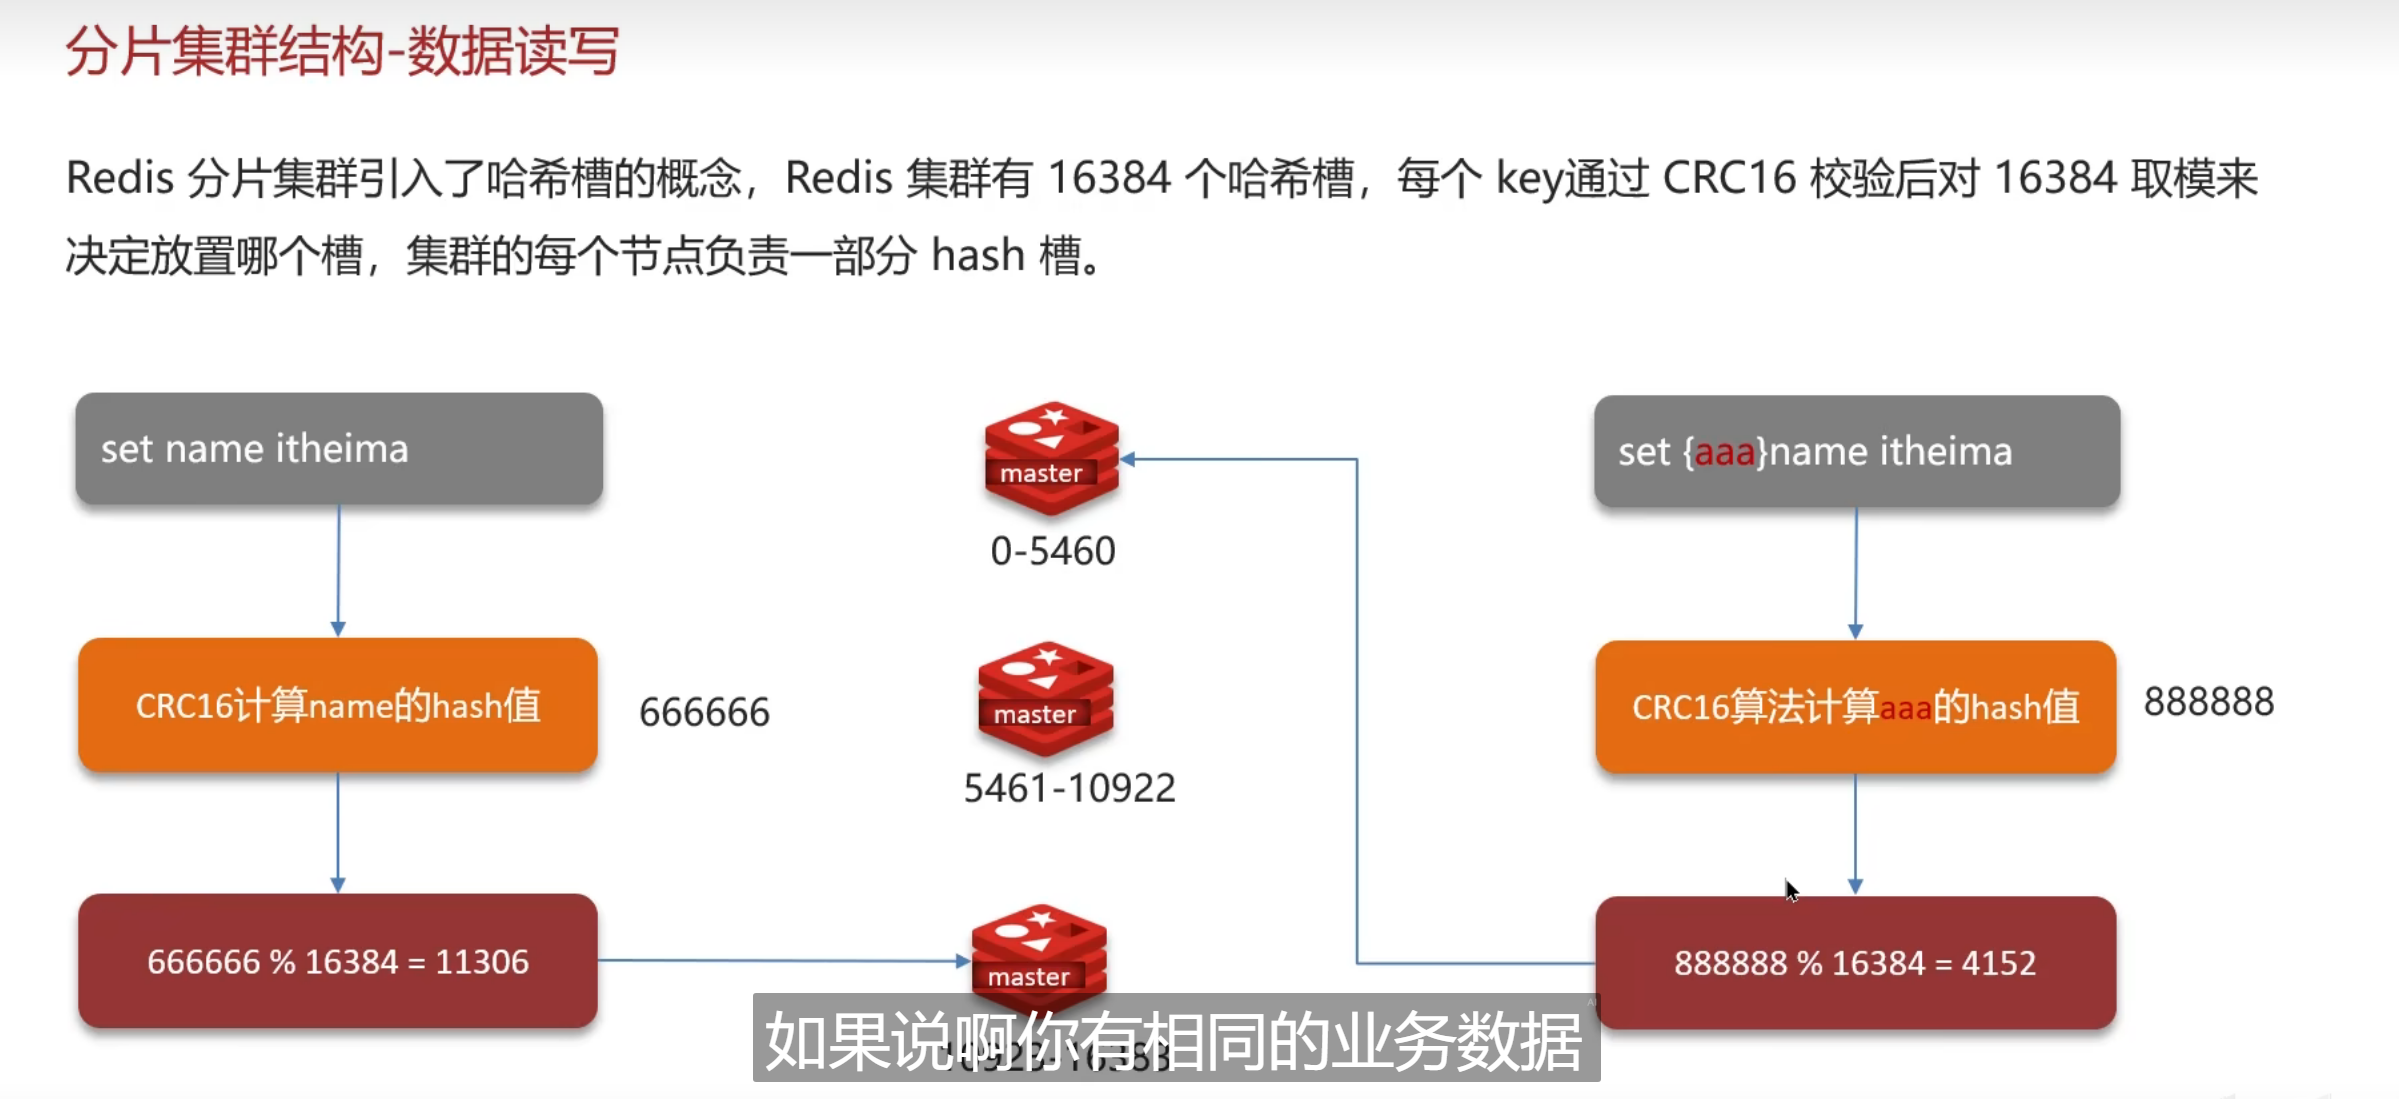 分片集群结构-数据读写
Redis 分片集群引入了哈希槽的概念，Redis 集群有 16384 个哈希槽，每个 key通过 CRC16 校验后对 16384 取模来
决定放置哪个槽，集群的每个节点负责一部分 hash 槽。
set name itheima
CRC16计算name的hash值
666666
666666 % 16384 = 11306
master
0-5460
master
5461-10922
master
10923-16383
set {aaa}name itheima
CRC16算法计算aaa的hash值
888888
888888 % 16384 = 4152
如果说啊你有相同的业务数据
AI